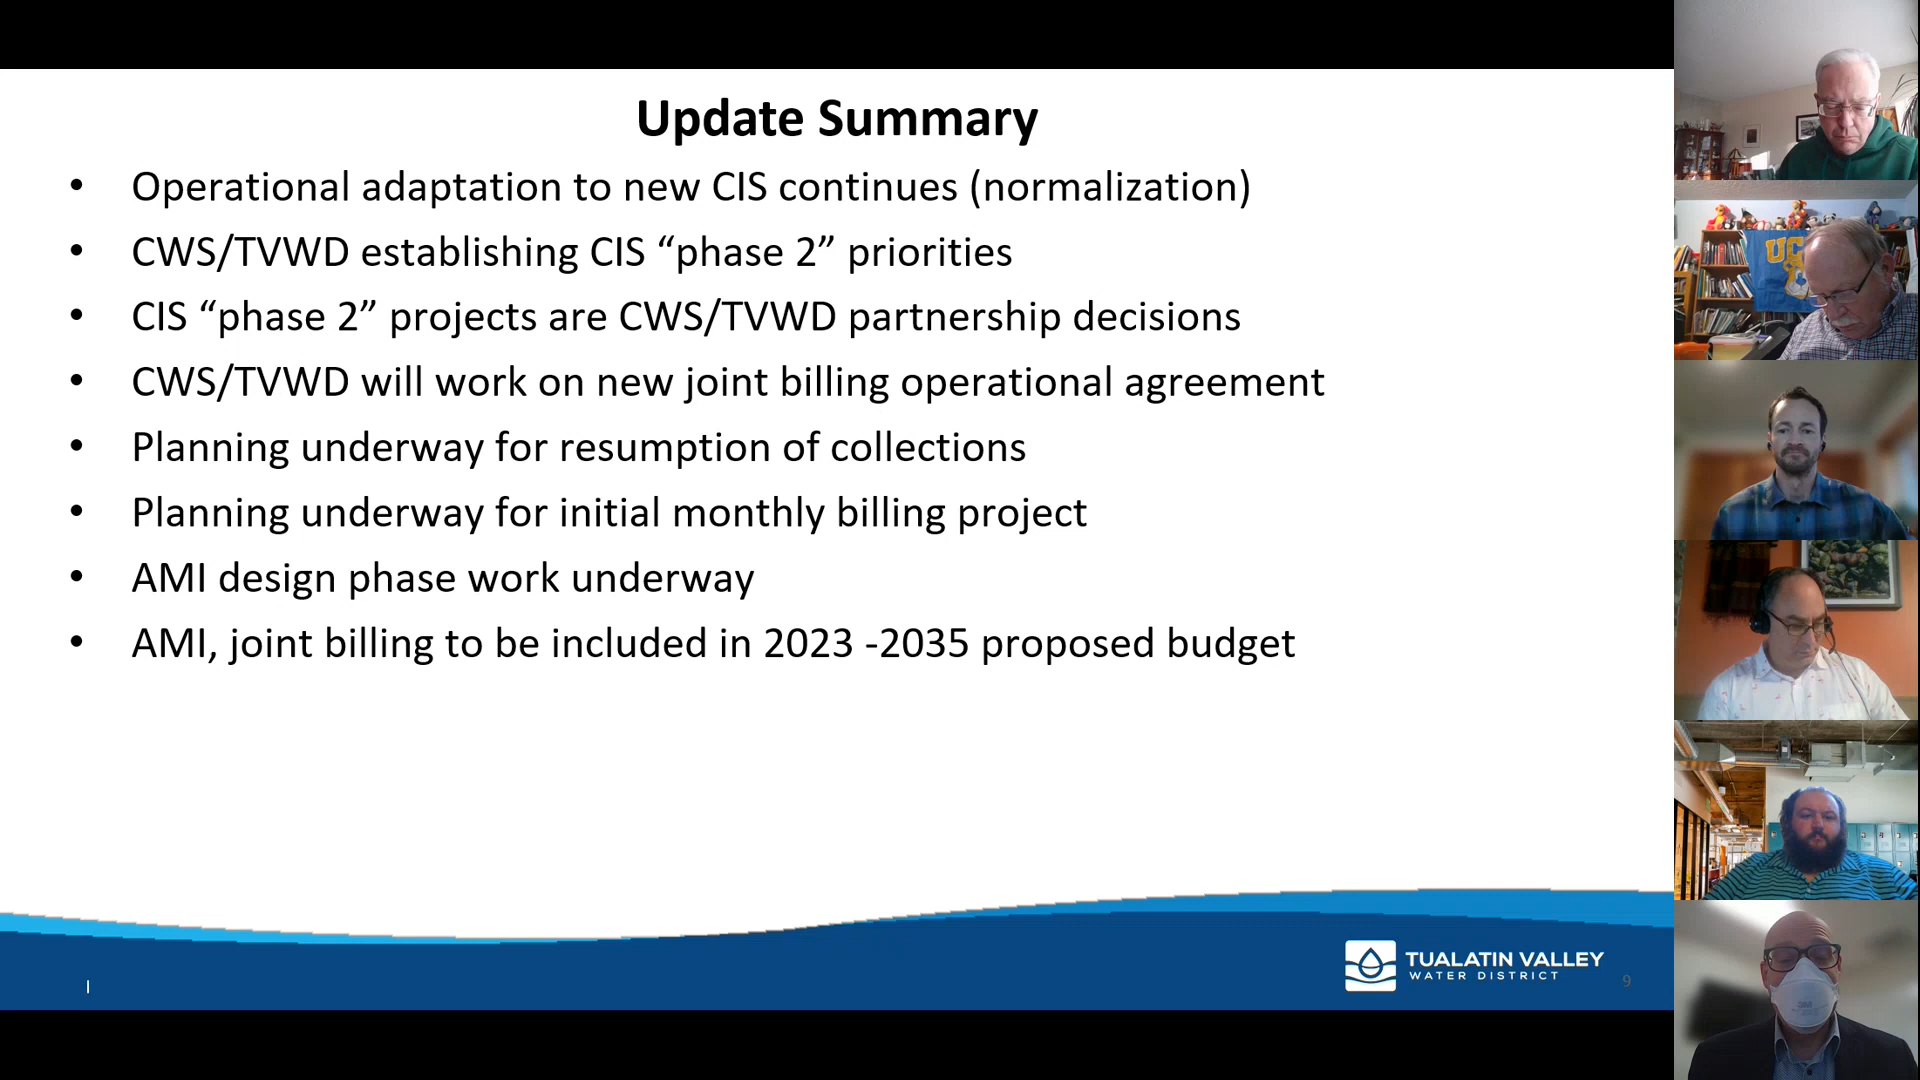 Update Summary
• Operational adaptation to new CIS continues (normalization)
• CWS/TVWD establishing CIS “phase 2” priorities
• CIS “phase 2” projects are CWS/TVWD partnership decisions
• CWS/TVWD will work on new joint billing operational agreement
• Planning underway for resumption of collections
• Planning underway for initial monthly billing project
• AMI design phase work underway
• AMI, joint billing to be included in 2023 -2035 proposed budget
TUALATIN VALLEY
WATER DISTRICT
9